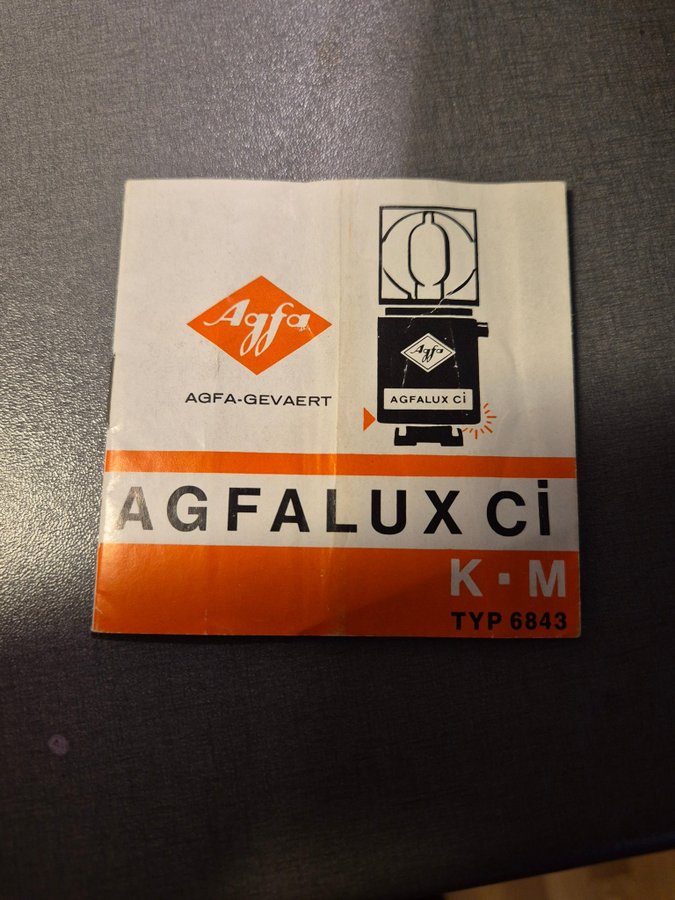 Agfa
AGFA-GEVAERT
Agfa
AGFALUX Ci
AGFALUX Ci
K · M
TYP 6843